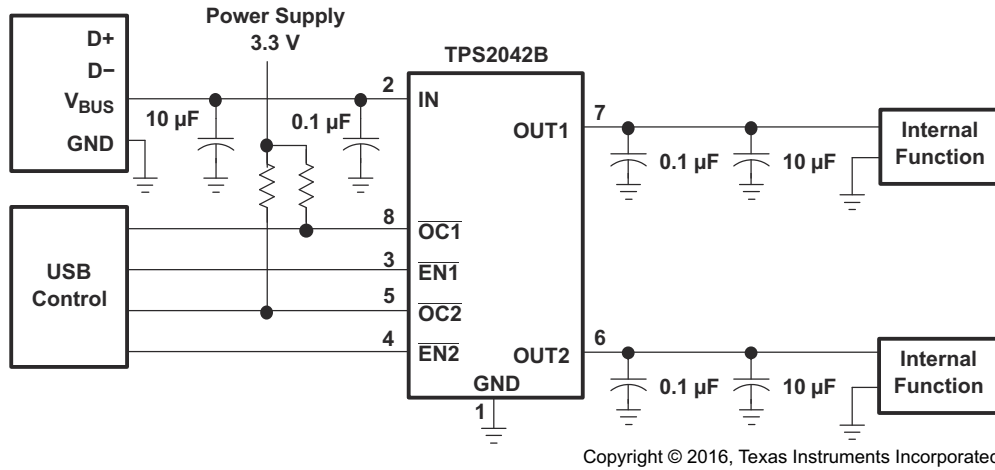 Power Supply
3.3 V
TPS2042B
D+
D−
VBUS
GND
10 µF
0.1 µF
2
IN
7
OUT1
0.1 µF
10 µF
Internal
Function
USB
Control
8
OC1
3
EN1
5
OC2
4
EN2
6
OUT2
0.1 µF
10 µF
Internal
Function
GND
1
Copyright © 2016, Texas Instruments Incorporated